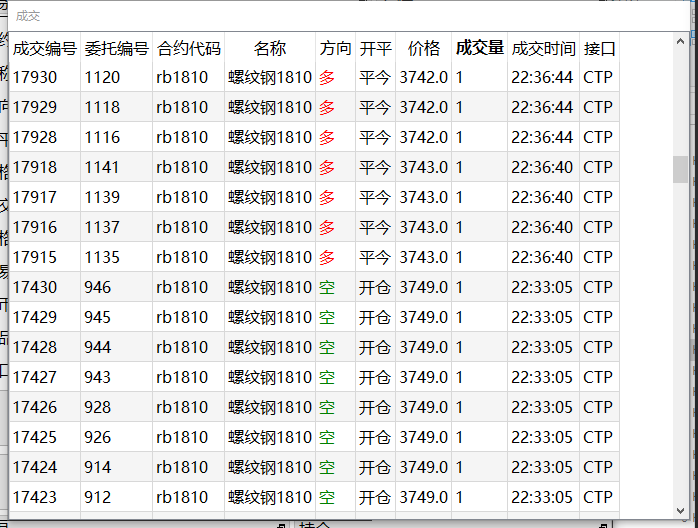 成交
成交编号 委托编号 合约代码 名称 方向 开平 价格 成交量 成交时间 接口
17930 1120 rb1810 螺纹钢1810 多 平今 3742.0 1 22:36:44 CTP
17929 1118 rb1810 螺纹钢1810 多 平今 3742.0 1 22:36:44 CTP
17928 1116 rb1810 螺纹钢1810 多 平今 3742.0 1 22:36:44 CTP
17918 1141 rb1810 螺纹钢1810 多 平今 3743.0 1 22:36:40 CTP
17917 1139 rb1810 螺纹钢1810 多 平今 3743.0 1 22:36:40 CTP
17916 1137 rb1810 螺纹钢1810 多 平今 3743.0 1 22:36:40 CTP
17915 1135 rb1810 螺纹钢1810 多 平今 3743.0 1 22:36:40 CTP
17430 946 rb1810 螺纹钢1810 空 开仓 3749.0 1 22:33:05 CTP
17429 945 rb1810 螺纹钢1810 空 开仓 3749.0 1 22:33:05 CTP
17428 944 rb1810 螺纹钢1810 空 开仓 3749.0 1 22:33:05 CTP
17427 943 rb1810 螺纹钢1810 空 开仓 3749.0 1 22:33:05 CTP
17426 928 rb1810 螺纹钢1810 空 开仓 3749.0 1 22:33:05 CTP
17425 926 rb1810 螺纹钢1810 空 开仓 3749.0 1 22:33:05 CTP
17424 914 rb1810 螺纹钢1810 空 开仓 3749.0 1 22:33:05 CTP
17423 912 rb1810 螺纹钢1810 空 开仓 3749.0 1 22:33:05 CTP